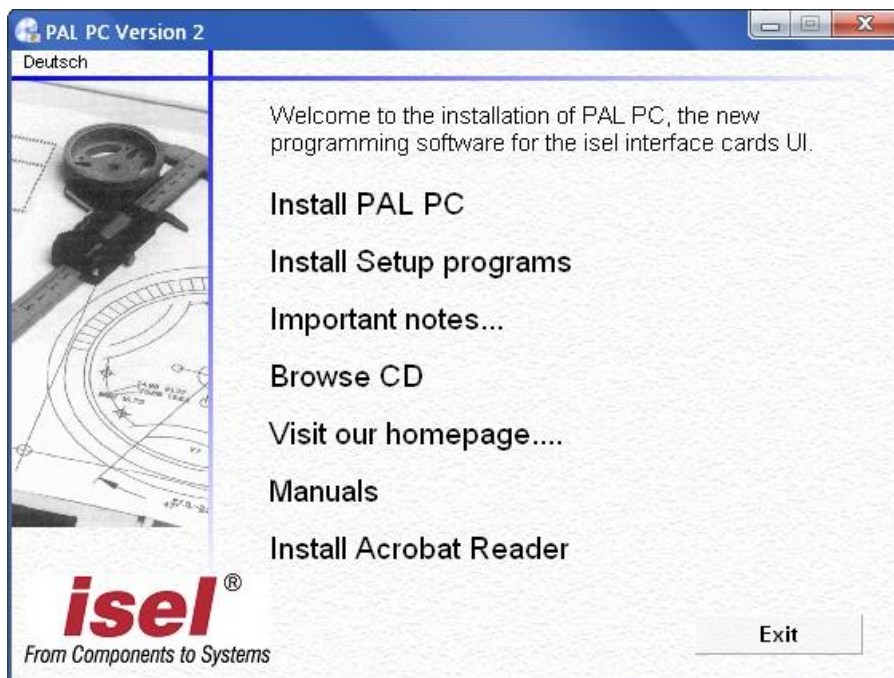 PAL PC Version 2
Deutsch
Welcome to the installation of PAL PC, the new
programming software for the isel interface cards UI.
Install PAL PC
Install Setup programs
Important notes...
Browse CD
Visit our homepage....
Manuals
Install Acrobat Reader
isel®
From Components to Systems
Exit